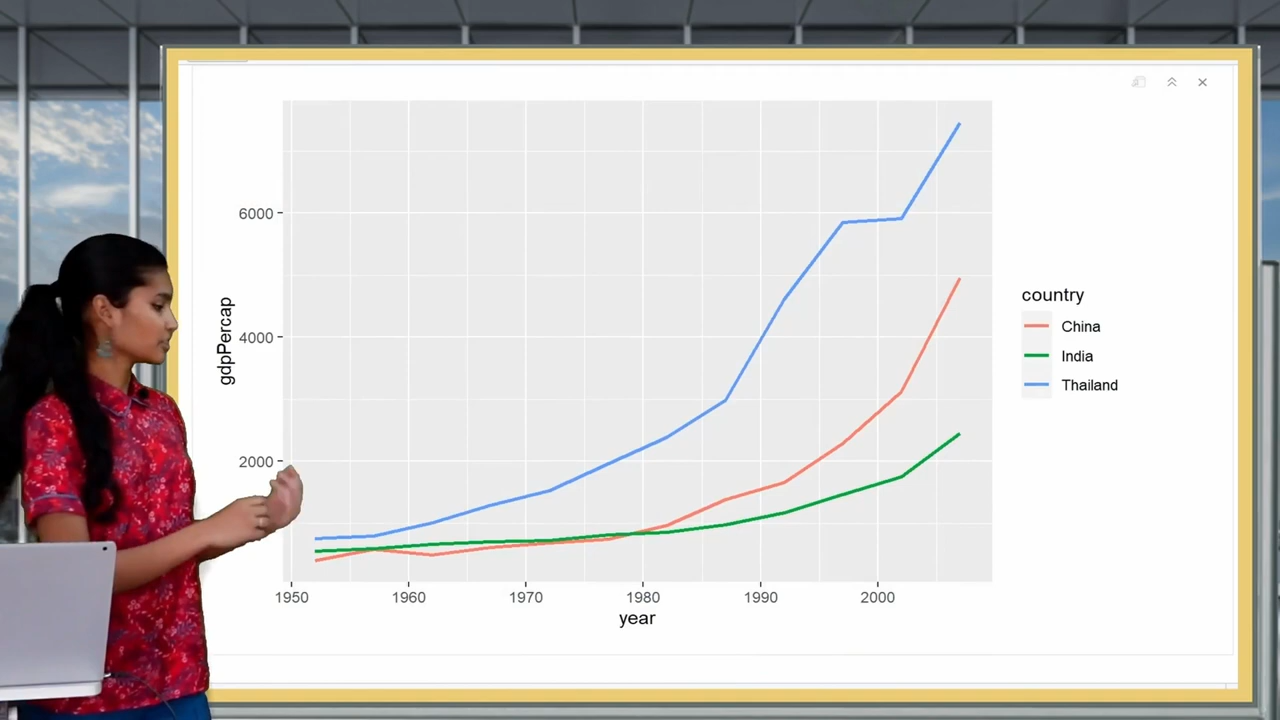 6000
4000
2000
gdpPercap
1950 1960 1970 1980 1990 2000
year
country
China
India
Thailand